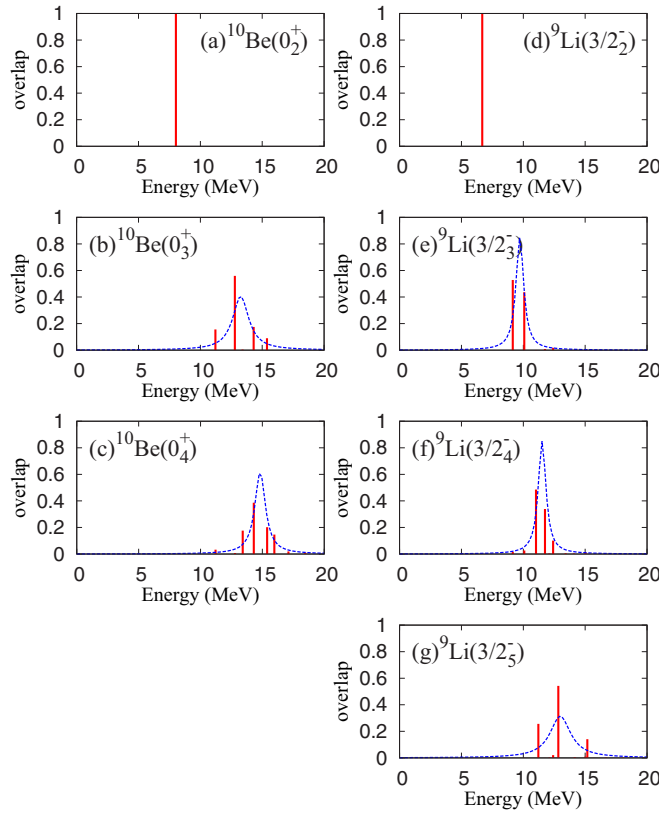 1
0.8
0.6
0.4
0.2
0
overlap
(a)¹⁰Be(0₂⁺)
0 5 10 15 20
Energy (MeV)
1
0.8
0.6
0.4
0.2
0
overlap
(d)⁹Li(3/2₂⁻)
0 5 10 15 20
Energy (MeV)
1
0.8
0.6
0.4
0.2
0
overlap
(b)¹⁰Be(0₃⁺)
0 5 10 15 20
Energy (MeV)
1
0.8
0.6
0.4
0.2
0
overlap
(e)⁹Li(3/2₃⁻)
0 5 10 15 20
Energy (MeV)
1
0.8
0.6
0.4
0.2
0
overlap
(c)¹⁰Be(0₄⁺)
0 5 10 15 20
Energy (MeV)
1
0.8
0.6
0.4
0.2
0
overlap
(f)⁹Li(3/2₄⁻)
0 5 10 15 20
Energy (MeV)
1
0.8
0.6
0.4
0.2
0
overlap
(g)⁹Li(3/2₅⁻)
0 5 10 15 20
Energy (MeV)